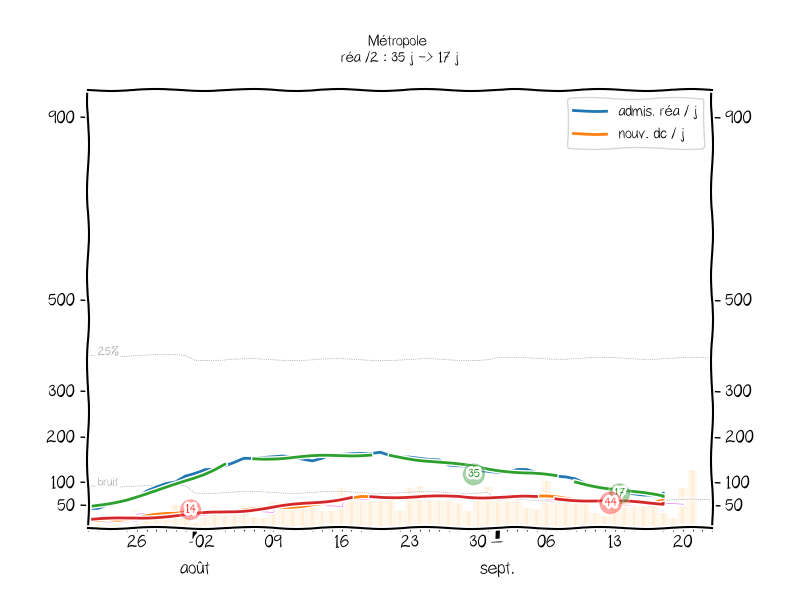 Métropole
réa /2 : 35 j -> 17 j
admis. réa / j
nouv. dc / j
900 900
500 500
300 300
200 200
100 100
50 50
25%
bruit
35
17
44
14
26 02 09 16 23 30 06 13 20
août sept.